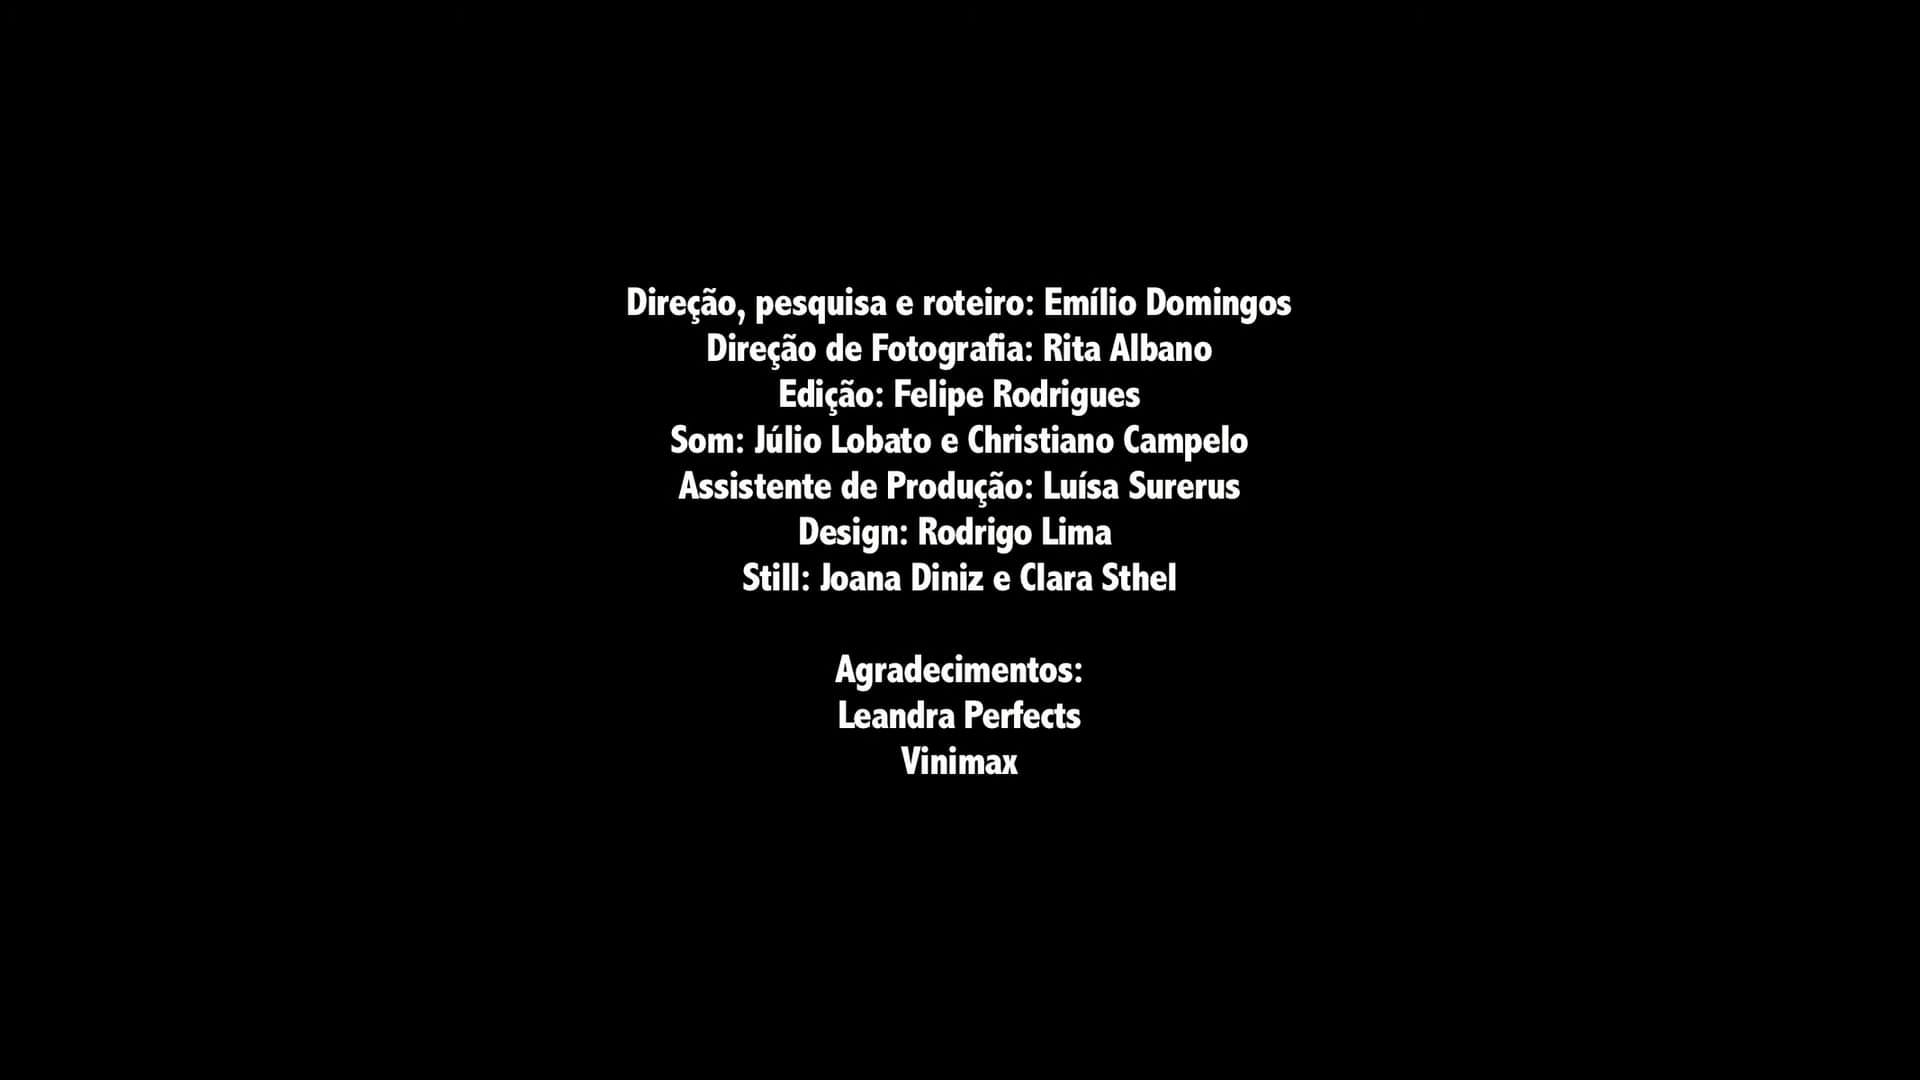 Direção, pesquisa e roteiro: Emílio Domingos
Direção de Fotografia: Rita Albano
Edição: Felipe Rodrigues
Som: Júlio Lobato e Christiano Campelo
Assistente de Produção: Luísa Surerus
Design: Rodrigo Lima
Still: Joana Diniz e Clara Sthel
Agradecimentos:
Leandra Perfects
Vinimax